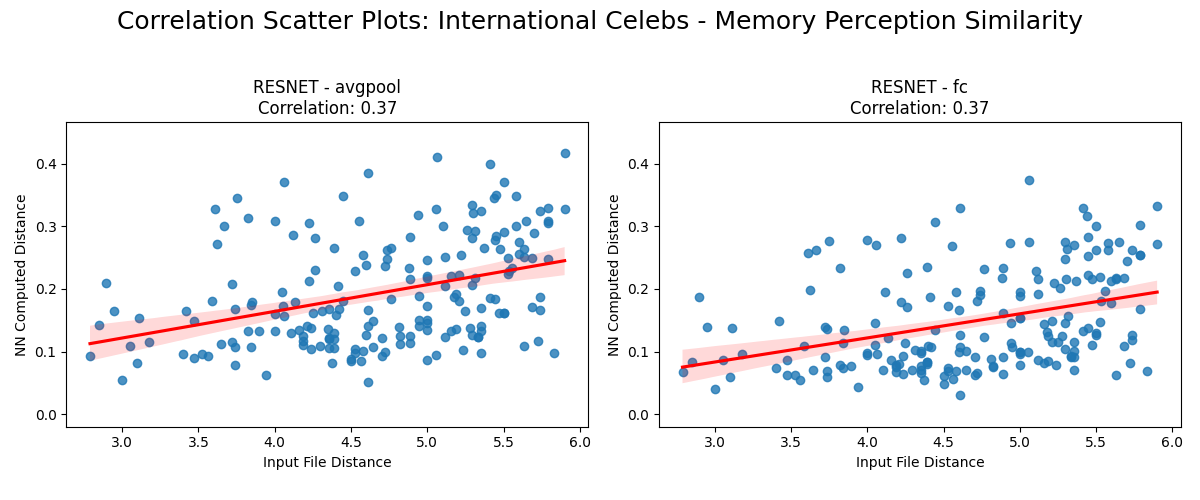 Correlation Scatter Plots: International Celebs - Memory Perception Similarity
RESNET - avgpool
Correlation: 0.37
NN Computed Distance
0.4
0.3
0.2
0.1
0.0
3.0 3.5 4.0 4.5 5.0 5.5 6.0
Input File Distance
RESNET - fc
Correlation: 0.37
NN Computed Distance
0.4
0.3
0.2
0.1
0.0
3.0 3.5 4.0 4.5 5.0 5.5 6.0
Input File Distance